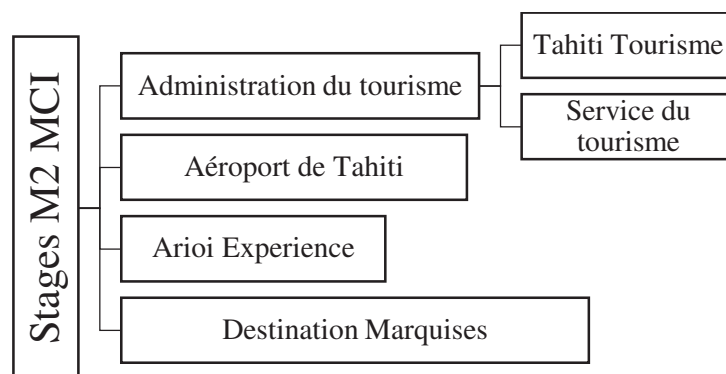 Stages M2 MCI
Administration du tourisme
Tahiti Tourisme
Service du
tourisme
Aéroport de Tahiti
Arioi Experience
Destination Marquises